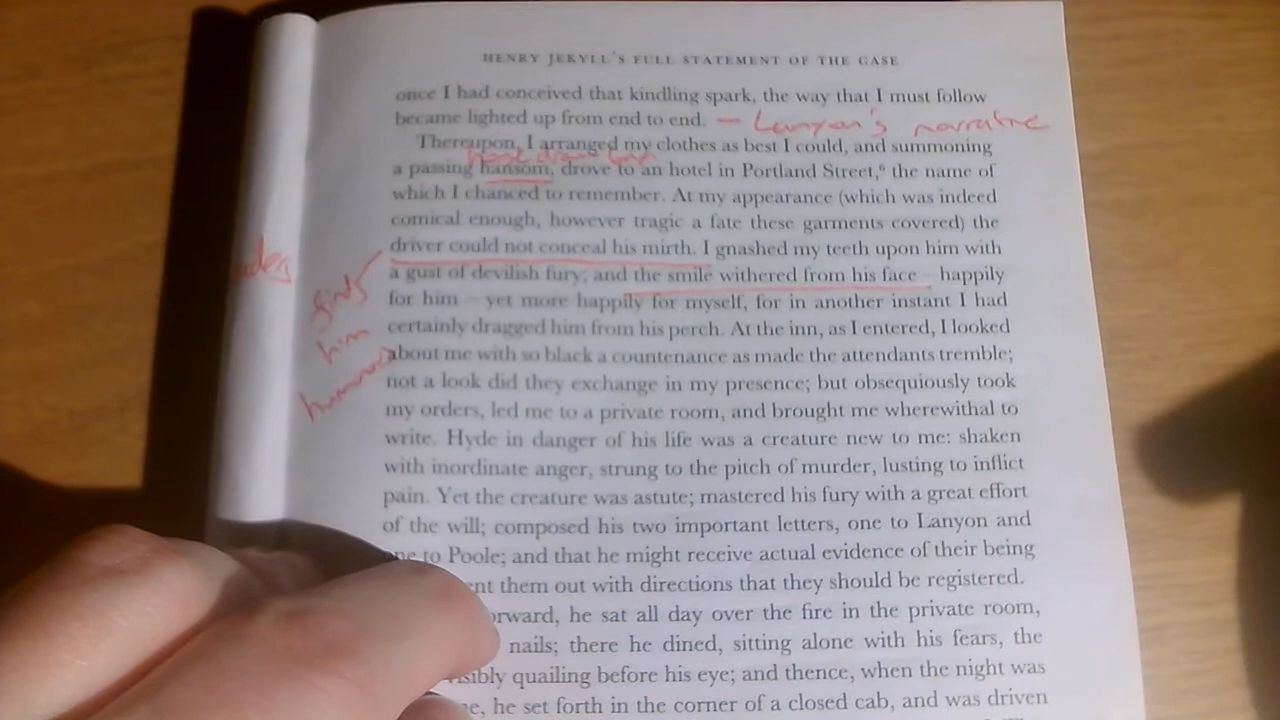 HENRY JEKYLL'S FULL STATEMENT OF THE CASE
once I had conceived that kindling spark, the way that I must follow
became lighted up from end to end. — Lanyon's narrative
Thereupon, I arranged my clothes as best I could, and summoning
a passing hansom, drove to an hotel in Portland Street,⁶ the name of
which I chanced to remember. At my appearance (which was indeed
comical enough, however tragic a fate these garments covered) the
driver could not conceal his mirth. I gnashed my teeth upon him with
a gust of devilish fury; and the smile withered from his face – happily
for him – yet more happily for myself, for in another instant I had
certainly dragged him from his perch. At the inn, as I entered, I looked
about me with so black a countenance as made the attendants tremble;
not a look did they exchange in my presence; but obsequiously took
my orders, led me to a private room, and brought me wherewithal to
write. Hyde in danger of his life was a creature new to me: shaken
with inordinate anger, strung to the pitch of murder, lusting to inflict
pain. Yet the creature was astute; mastered his fury with a great effort
of the will; composed his two important letters, one to Lanyon and
one to Poole; and that he might receive actual evidence of their being
ent them out with directions that they should be registered.
orward, he sat all day over the fire in the private room,
nails; there he dined, sitting alone with his fears, the
sibly quailing before his eye; and thence, when the night was
he set forth in the corner of a closed cab, and was driven
finds
him